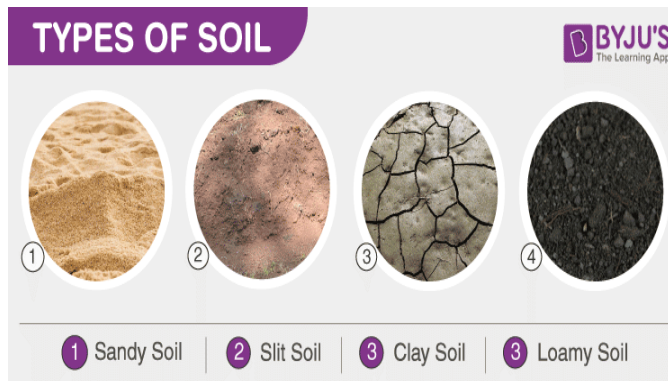 TYPES OF SOIL
BYJU'S
The Learning App
1
2
3
4
1 Sandy Soil
2 Slit Soil
3 Clay Soil
3 Loamy Soil